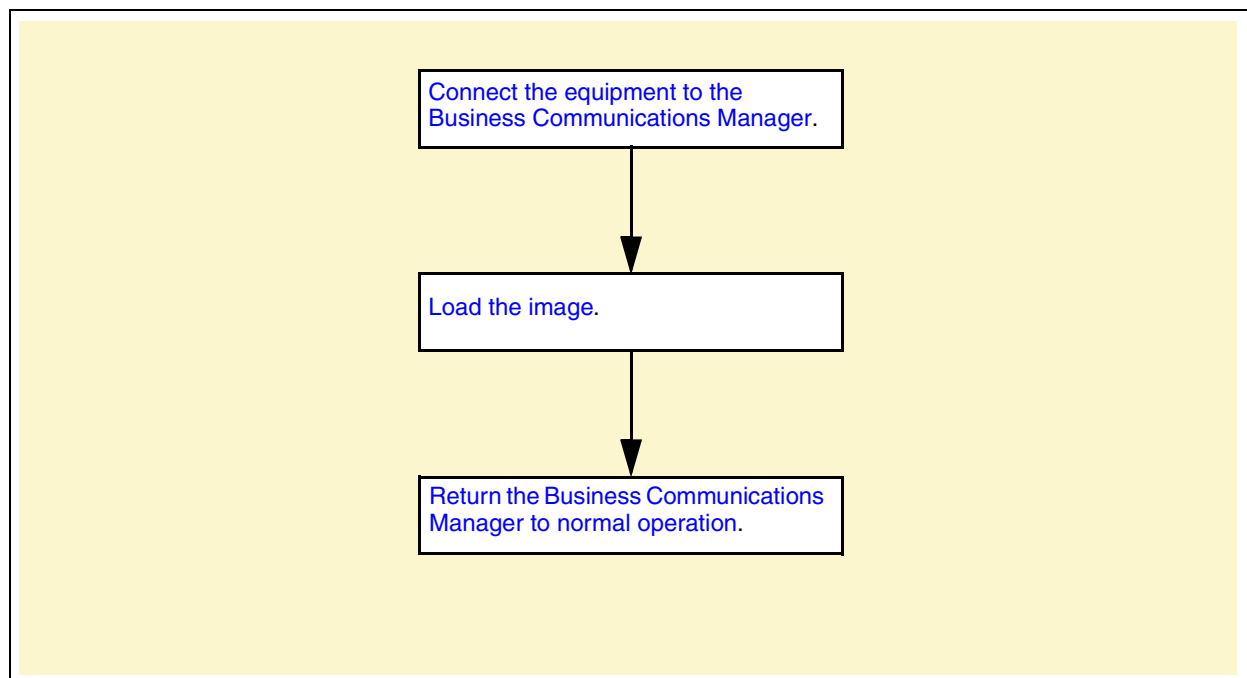 Connect the equipment to the
Business Communications Manager.
Load the image.
Return the Business Communications
Manager to normal operation.